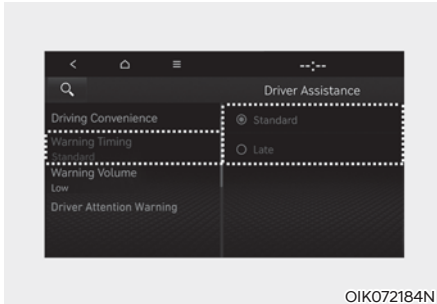 --:--
Driver Assistance
Driving Convenience
Warning Timing
Standard
Warning Volume
Low
Driver Attention Warning
Standard
Late
OIK072184N